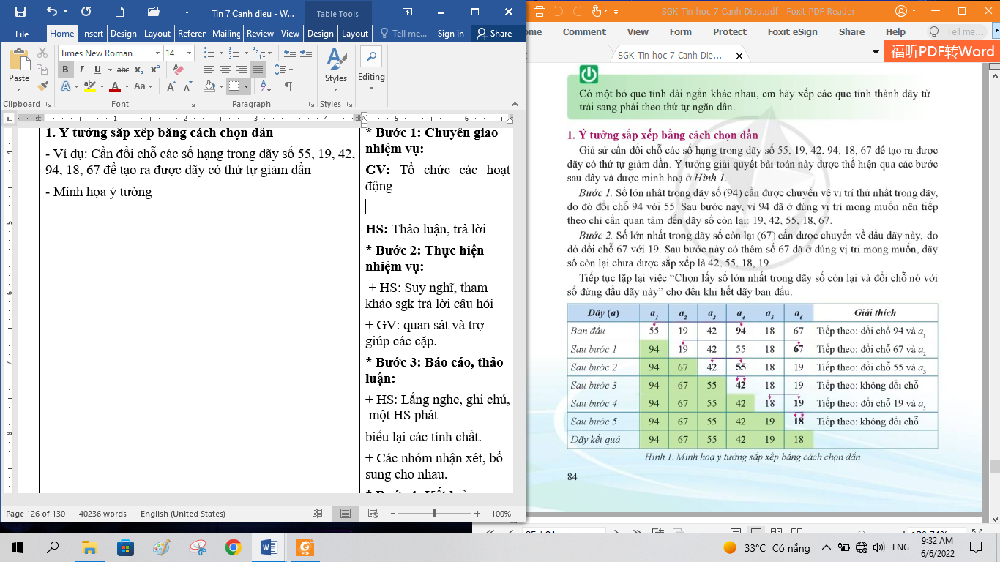 Tin 7 Canh dieu - W...
Table Tools
File
Home
Insert
Design
Layout
Referer
Mailing
Review
View
Design
Layout
Tell me...
Sign in
Share
Paste
Clipboard
Times New Roman
14
B I U abc x₂ x²
Font
Paragraph
Styles
Styles
Editing
1 2 3 4 5 6
1. Ý tưởng sắp xếp bằng cách chọn dần
- Ví dụ: Cần đổi chỗ các số hạng trong dãy số 55, 19, 42,
94, 18, 67 để tạo ra được dãy có thứ tự giảm dần
- Minh họa ý tưởng
* Bước 1: Chuyển giao
nhiệm vụ:
GV: Tổ chức các hoạt
động
HS: Thảo luận, trả lời
* Bước 2: Thực hiện
nhiệm vụ:
+ HS: Suy nghĩ, tham
khảo sgk trả lời câu hỏi
+ GV: quan sát và trợ
giúp các cặp.
* Bước 3: Báo cáo, thảo
luận:
+ HS: Lắng nghe, ghi chú,
một HS phát
biểu lại các tính chất.
+ Các nhóm nhận xét, bổ
sung cho nhau.
Page 126 of 130
40236 words
English (United States)
100%
SGK Tin hoc 7 Canh Dieu.pdf - Foxit PDF Reader
ome
Comment
View
Form
Protect
Foxit eSign
Share
Help
Tell me...
SGK Tin hoc 7 Canh Die...
福昕PDF转Word
Có một bó que tính dài ngắn khác nhau, em hãy xếp các que tính thành dãy từ
trái sang phải theo thứ tự ngắn dần.
1. Ý tưởng sắp xếp bằng cách chọn dần
Giả sử cần đổi chỗ các số hạng trong dãy số 55, 19, 42, 94, 18, 67 để tạo ra được
dãy có thứ tự giảm dần. Ý tưởng giải quyết bài toán này được thể hiện qua các bước
sau đây và được minh hoạ ở Hình 1.
Bước 1. Số lớn nhất trong dãy số (94) cần được chuyển về vị trí thứ nhất trong dãy,
do đó đổi chỗ 94 với 55. Sau bước này, vì 94 đã ở đúng vị trí mong muốn nên tiếp
theo chỉ cần quan tâm đến dãy số còn lại: 19, 42, 55, 18, 67.
Bước 2. Số lớn nhất trong dãy số còn lại (67) cần được chuyển về đầu dãy này, do
đó đổi chỗ 67 với 19. Sau bước này có thêm số 67 đã ở đúng vị trí mong muốn, dãy
số còn lại chưa được sắp xếp là 42, 55, 18, 19.
Tiếp tục lặp lại việc “Chọn lấy số lớn nhất trong dãy số còn lại và đổi chỗ nó với
số đứng đầu dãy này” cho đến khi hết dãy ban đầu.
Dãy (a) a₁ a₂ a₃ a₄ a₅ a₆ Giải thích
Ban đầu 55 19 42 94 18 67 Tiếp theo: đổi chỗ 94 và a₁
Sau bước 1 94 19 42 55 18 67 Tiếp theo: đổi chỗ 67 và a₂
Sau bước 2 94 67 42 55 18 19 Tiếp theo: đổi chỗ 55 và a₃
Sau bước 3 94 67 55 42 18 19 Tiếp theo: không đổi chỗ
Sau bước 4 94 67 55 42 18 19 Tiếp theo: đổi chỗ 19 và a₅
Sau bước 5 94 67 55 42 19 18 Tiếp theo: không đổi chỗ
Dãy kết quả 94 67 55 42 19 18
Hình 1. Minh hoạ ý tưởng sắp xếp bằng cách chọn dần
84
33°C Có nắng
ENG
9:32 AM
6/6/2022